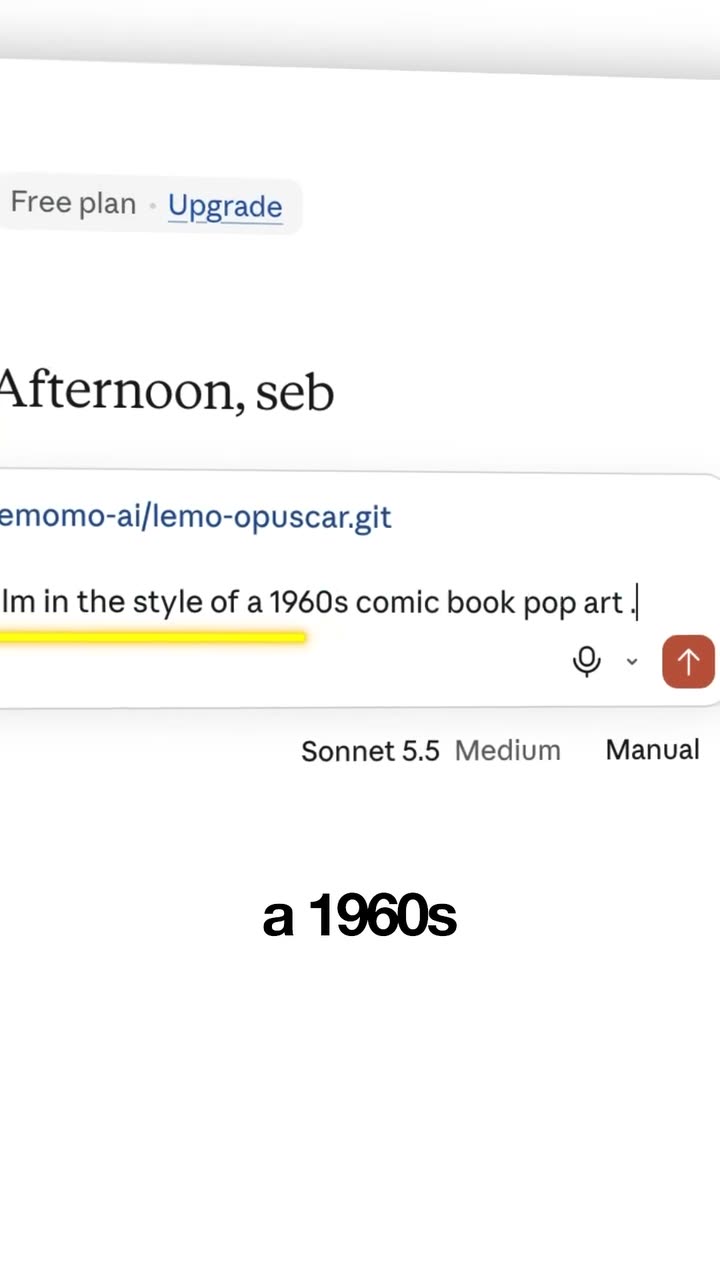 Free plan • Upgrade
Afternoon, seb
emomo-ai/lemo-opuscar.git
lm in the style of a 1960s comic book pop art .
Sonnet 5.5 Medium Manual
a 1960s